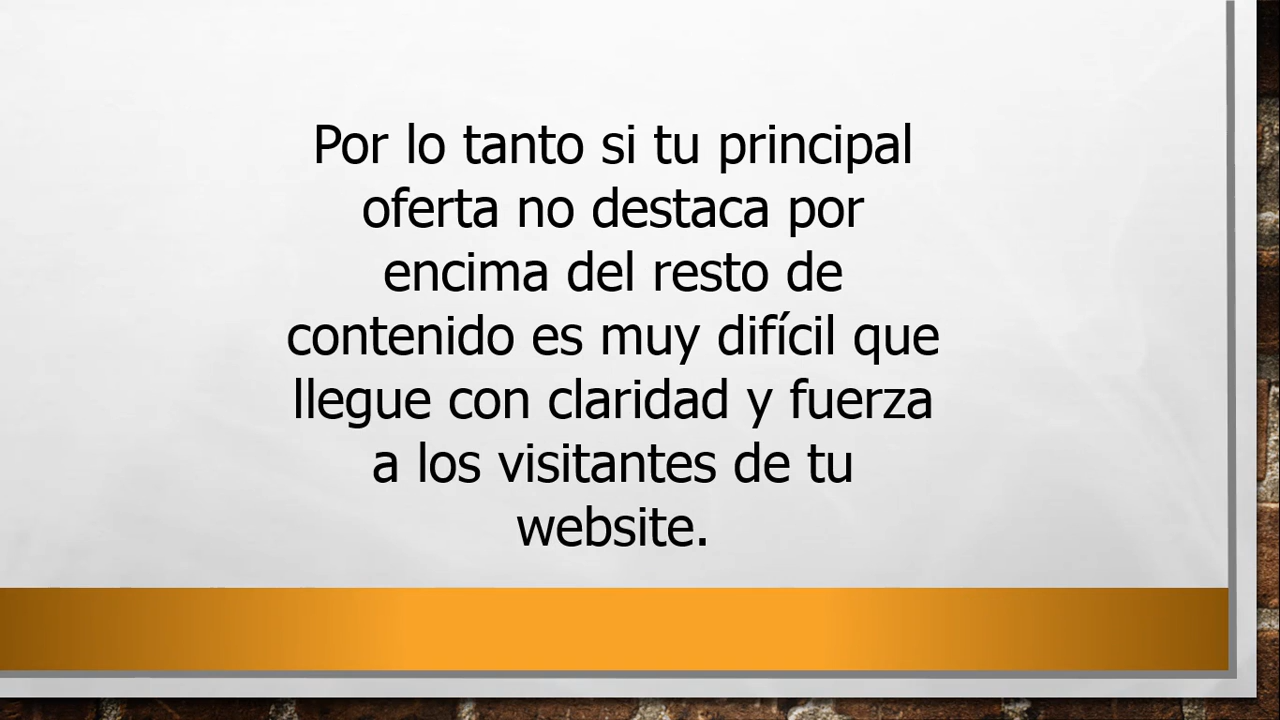 Por lo tanto si tu principal
oferta no destaca por
encima del resto de
contenido es muy difícil que
llegue con claridad y fuerza
a los visitantes de tu
website.